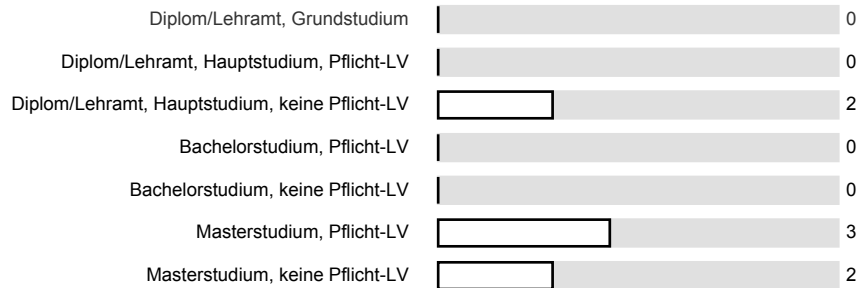 Diplom/Lehramt, Grundstudium 0
Diplom/Lehramt, Hauptstudium, Pflicht-LV 0
Diplom/Lehramt, Hauptstudium, keine Pflicht-LV 2
Bachelorstudium, Pflicht-LV 0
Bachelorstudium, keine Pflicht-LV 0
Masterstudium, Pflicht-LV 3
Masterstudium, keine Pflicht-LV 2